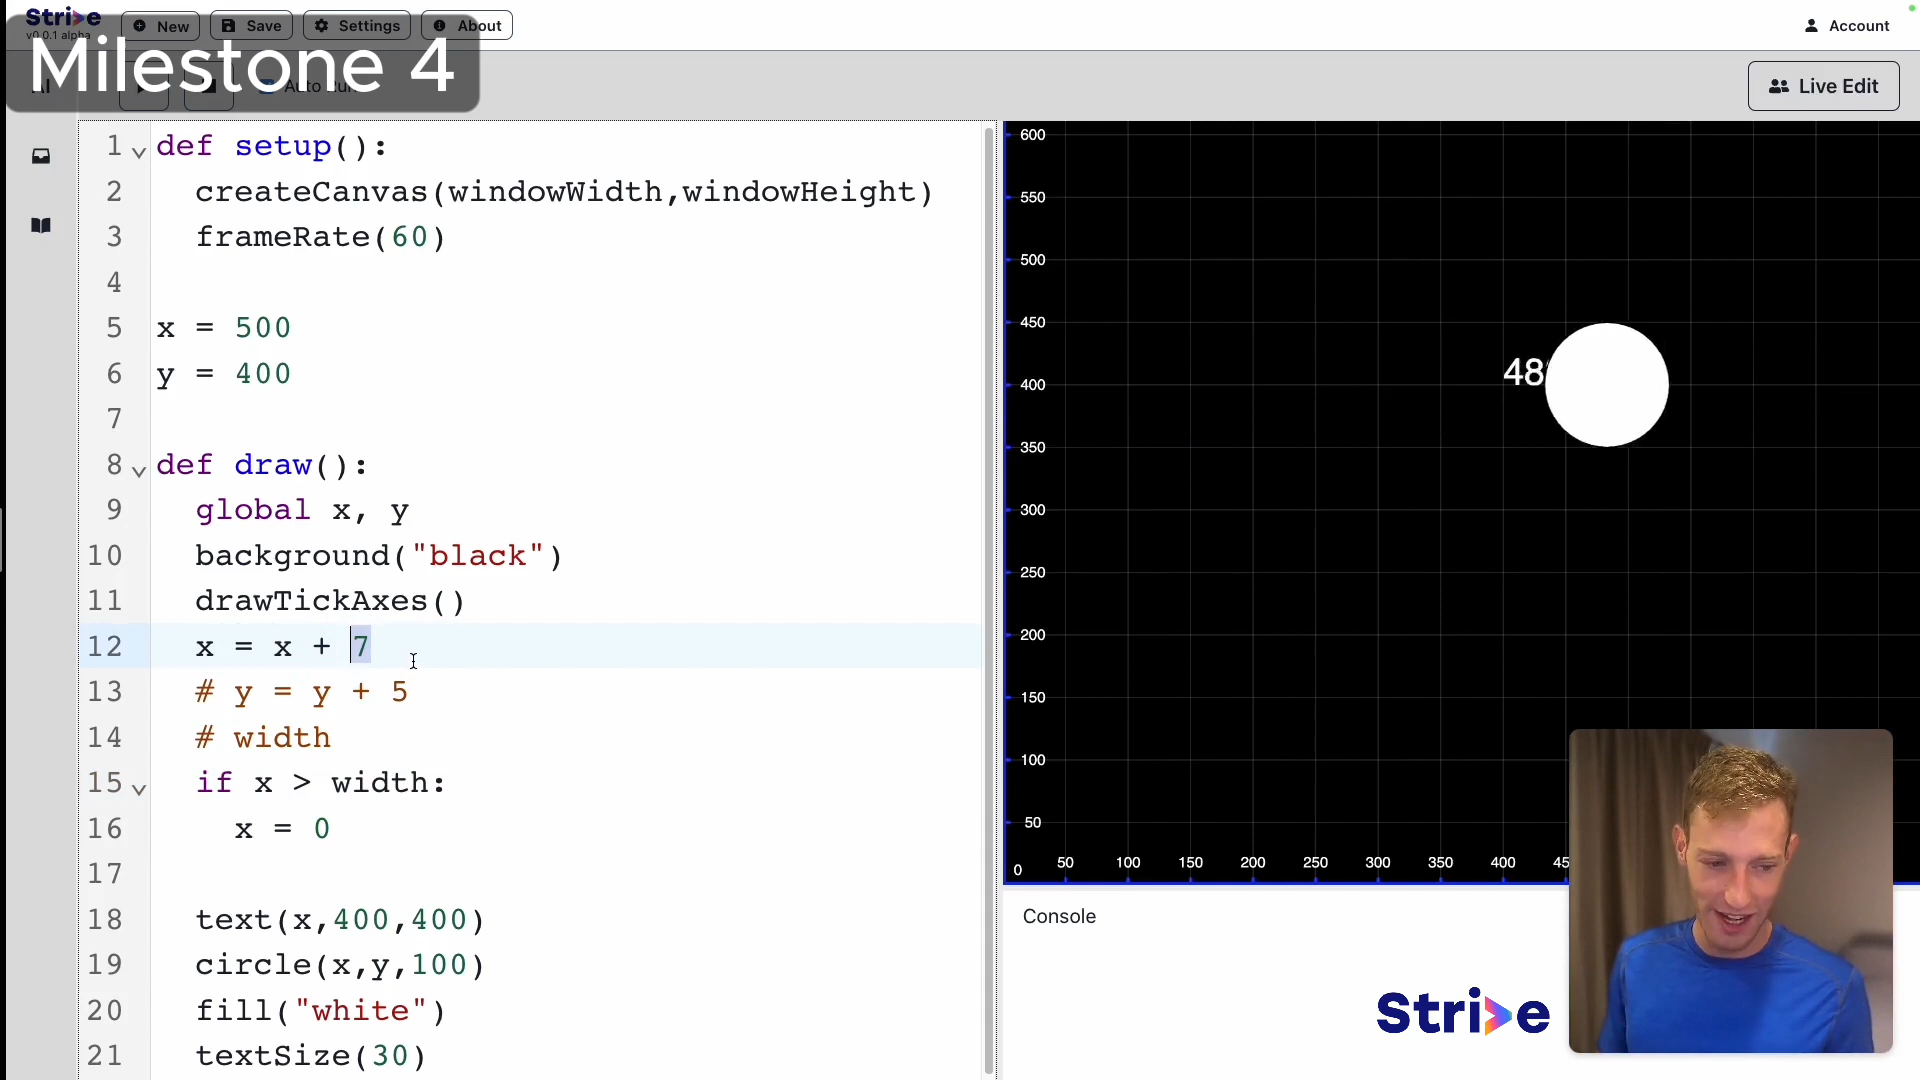 Stride
v0.0.1 alpha
New
Save
Settings
About
Account
Milestone 4
AI
Auto Run
Live Edit
1 def setup():
2 createCanvas(windowWidth,windowHeight)
3 frameRate(60)
4
5 x = 500
6 y = 400
7
8 def draw():
9 global x, y
10 background("black")
11 drawTickAxes()
12 x = x + 7
13 # y = y + 5
14 # width
15 if x > width:
16 x = 0
17
18 text(x,400,400)
19 circle(x,y,100)
20 fill("white")
21 textSize(30)
600
550
500
450
48
400
350
300
250
200
150
100
50
0 50 100 150 200 250 300 350 400 45
Console
Stride